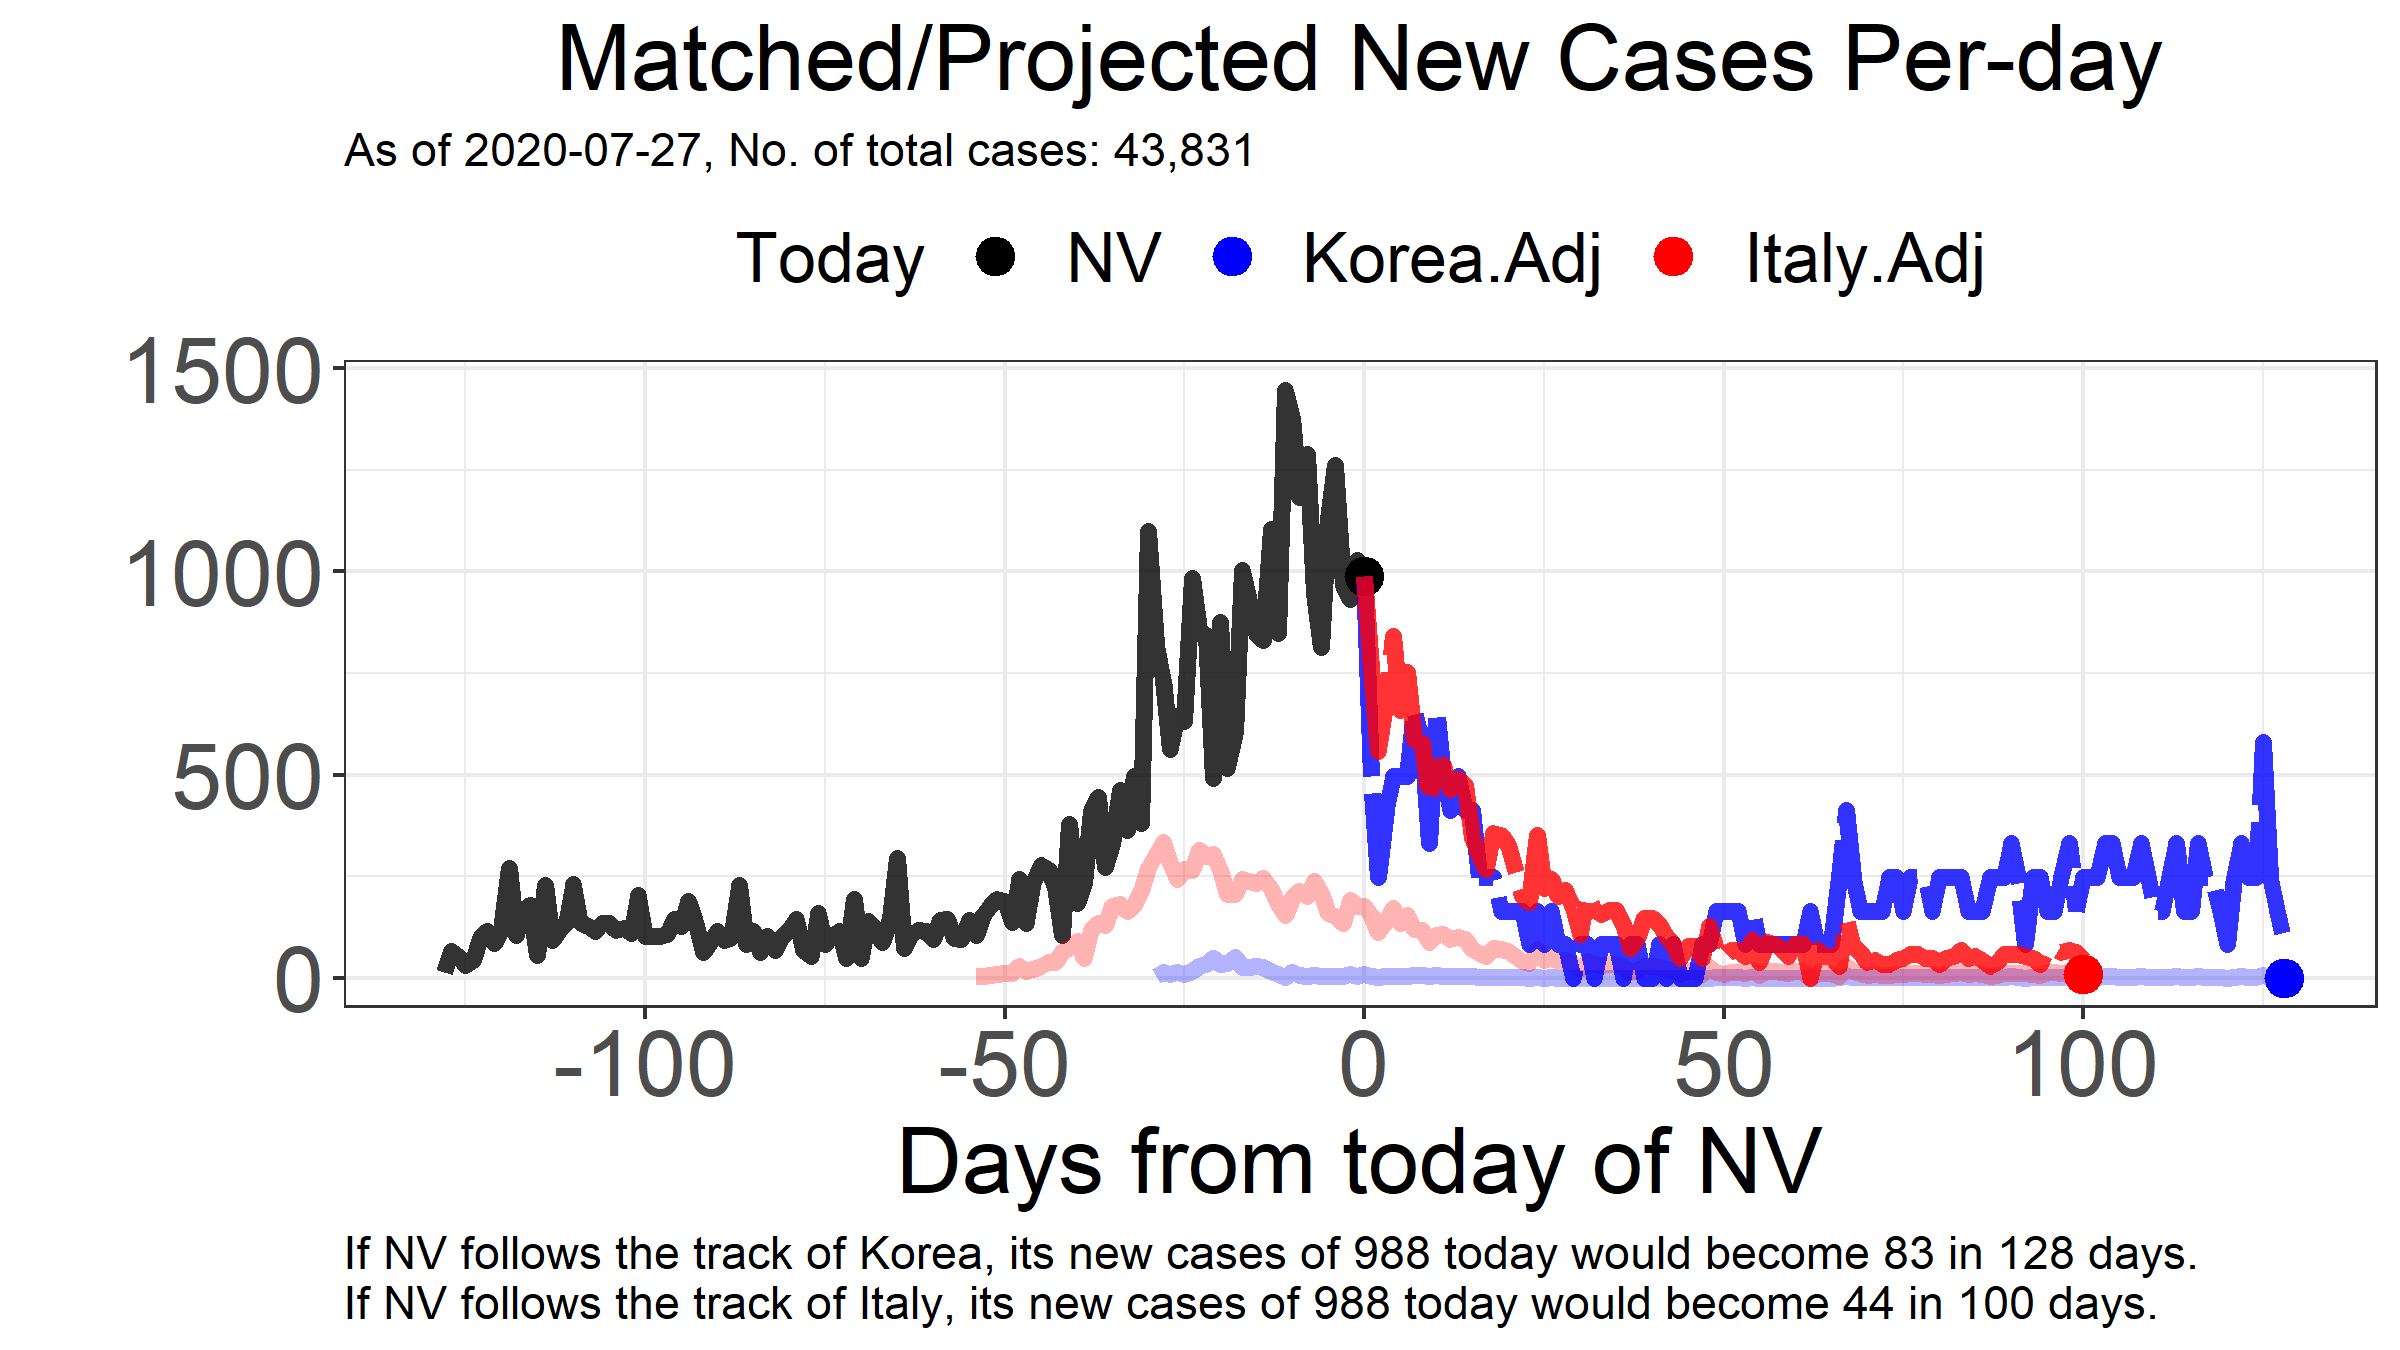 Matched/Projected New Cases Per-day
As of 2020-07-27, No. of total cases: 43,831
Today NV Korea.Adj Italy.Adj
1500
1000
500
0
-100 -50 0 50 100
Days from today of NV
If NV follows the track of Korea, its new cases of 988 today would become 83 in 128 days.
If NV follows the track of Italy, its new cases of 988 today would become 44 in 100 days.